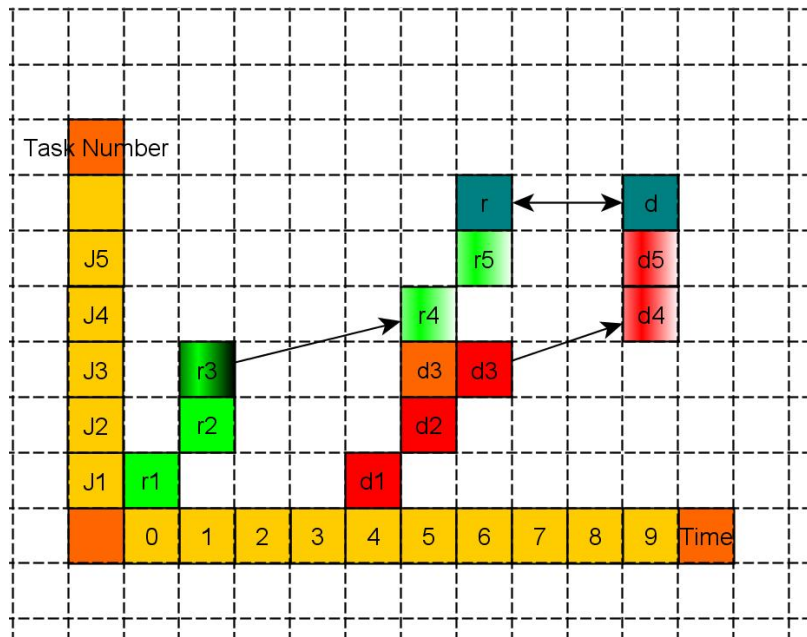 Task Number
r d
J5 r5 d5
J4 r4 d4
J3 r3 d3 d3
J2 r2 d2
J1 r1 d1
0 1 2 3 4 5 6 7 8 9 Time